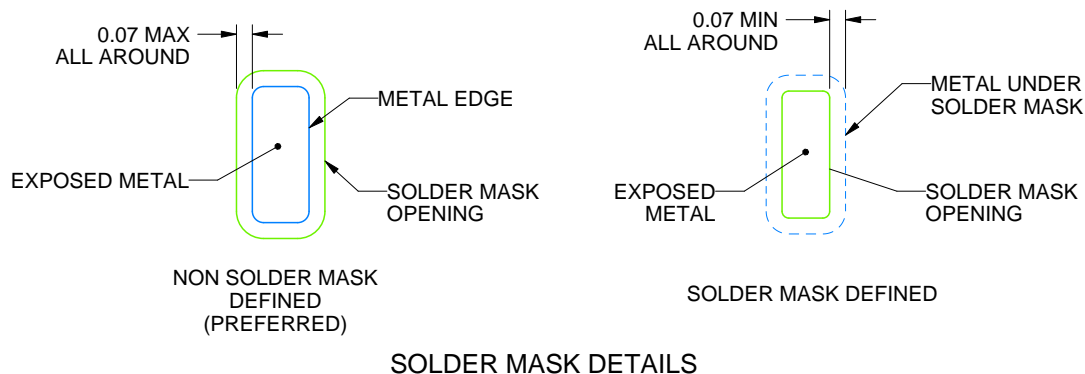 0.07 MAX
ALL AROUND
METAL EDGE
EXPOSED METAL
SOLDER MASK
OPENING
NON SOLDER MASK
DEFINED
(PREFERRED)
0.07 MIN
ALL AROUND
METAL UNDER
SOLDER MASK
EXPOSED
METAL
SOLDER MASK
OPENING
SOLDER MASK DEFINED
SOLDER MASK DETAILS